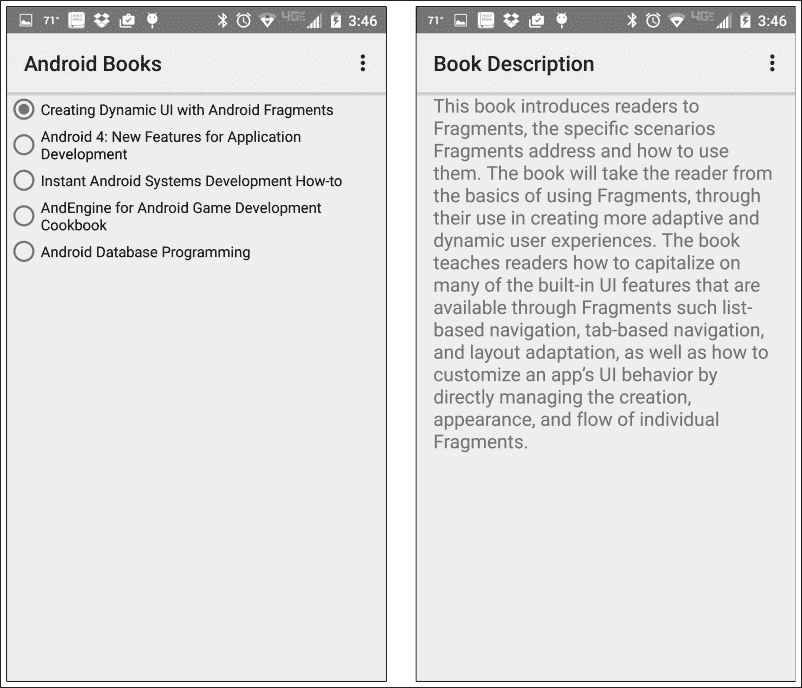 71° 4GE 3:46
Android Books
Creating Dynamic UI with Android Fragments
Android 4: New Features for Application
Development
Instant Android Systems Development How-to
AndEngine for Android Game Development
Cookbook
Android Database Programming
71° 4GE 3:46
Book Description
This book introduces readers to
Fragments, the specific scenarios
Fragments address and how to use
them. The book will take the reader from
the basics of using Fragments, through
their use in creating more adaptive and
dynamic user experiences. The book
teaches readers how to capitalize on
many of the built-in UI features that are
available through Fragments such list-
based navigation, tab-based navigation,
and layout adaptation, as well as how to
customize an app’s UI behavior by
directly managing the creation,
appearance, and flow of individual
Fragments.